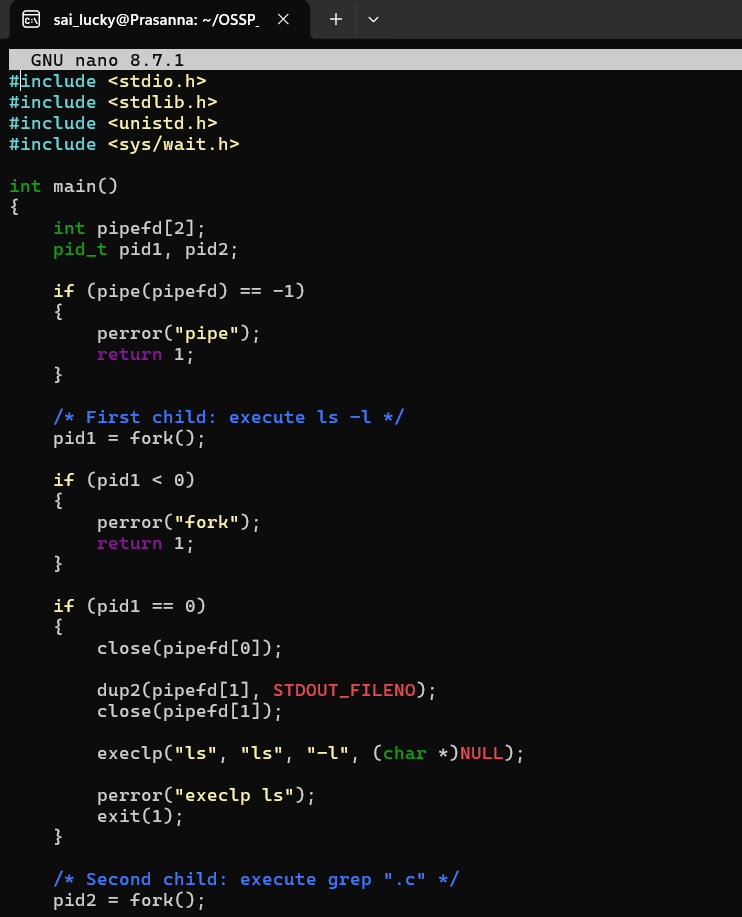 sai_lucky@Prasanna: ~/OSSP_
GNU nano 8.7.1
#include <stdio.h>
#include <stdlib.h>
#include <unistd.h>
#include <sys/wait.h>

int main()
{
    int pipefd[2];
    pid_t pid1, pid2;

    if (pipe(pipefd) == -1)
    {
        perror("pipe");
        return 1;
    }

    /* First child: execute ls -l */
    pid1 = fork();

    if (pid1 < 0)
    {
        perror("fork");
        return 1;
    }

    if (pid1 == 0)
    {
        close(pipefd[0]);

        dup2(pipefd[1], STDOUT_FILENO);
        close(pipefd[1]);

        execlp("ls", "ls", "-l", (char *)NULL);

        perror("execlp ls");
        exit(1);
    }

    /* Second child: execute grep ".c" */
    pid2 = fork();